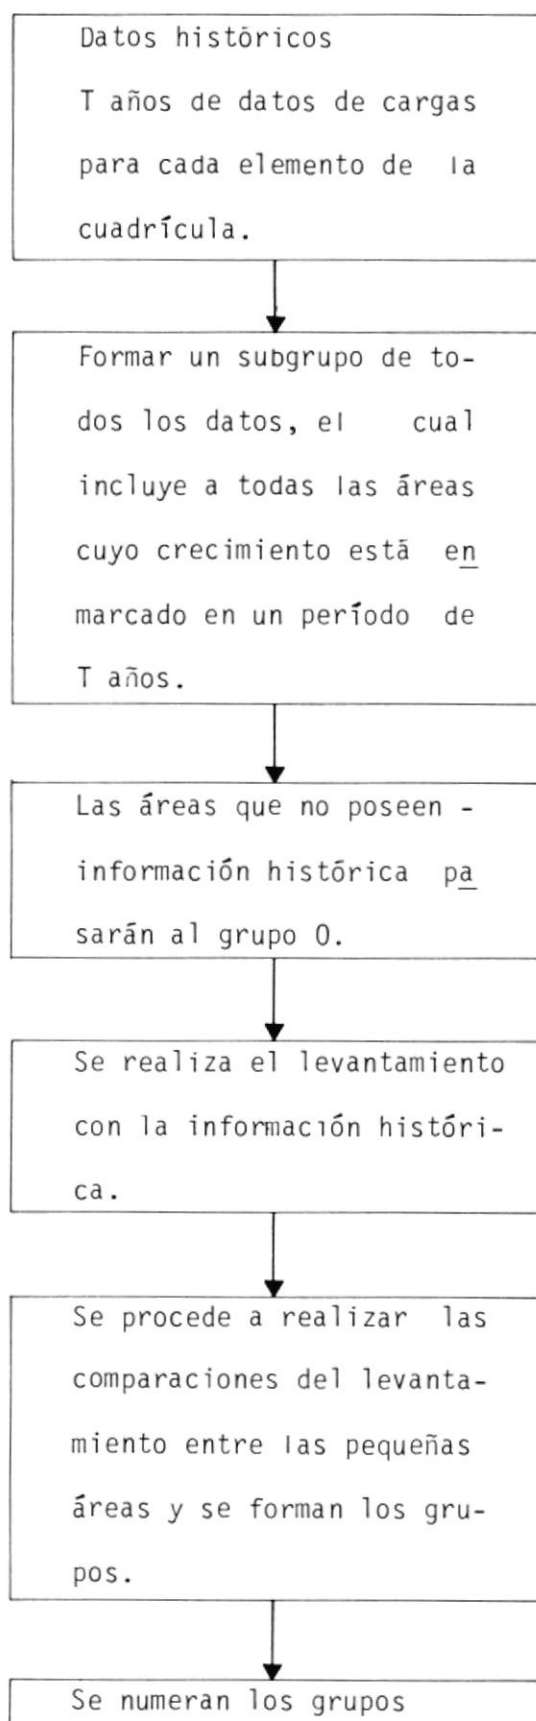 Datos históricos
T años de datos de cargas
para cada elemento de la
cuadrícula.
Formar un subgrupo de to-
dos los datos, el cual
incluye a todas las áreas
cuyo crecimiento está en
marcado en un período de
T años.
Las áreas que no poseen -
información histórica pa
sarán al grupo 0.
Se realiza el levantamiento
con la información históri-
ca.
Se procede a realizar las
comparaciones del levanta-
miento entre las pequeñas
áreas y se forman los gru-
pos.
Se numeran los grupos